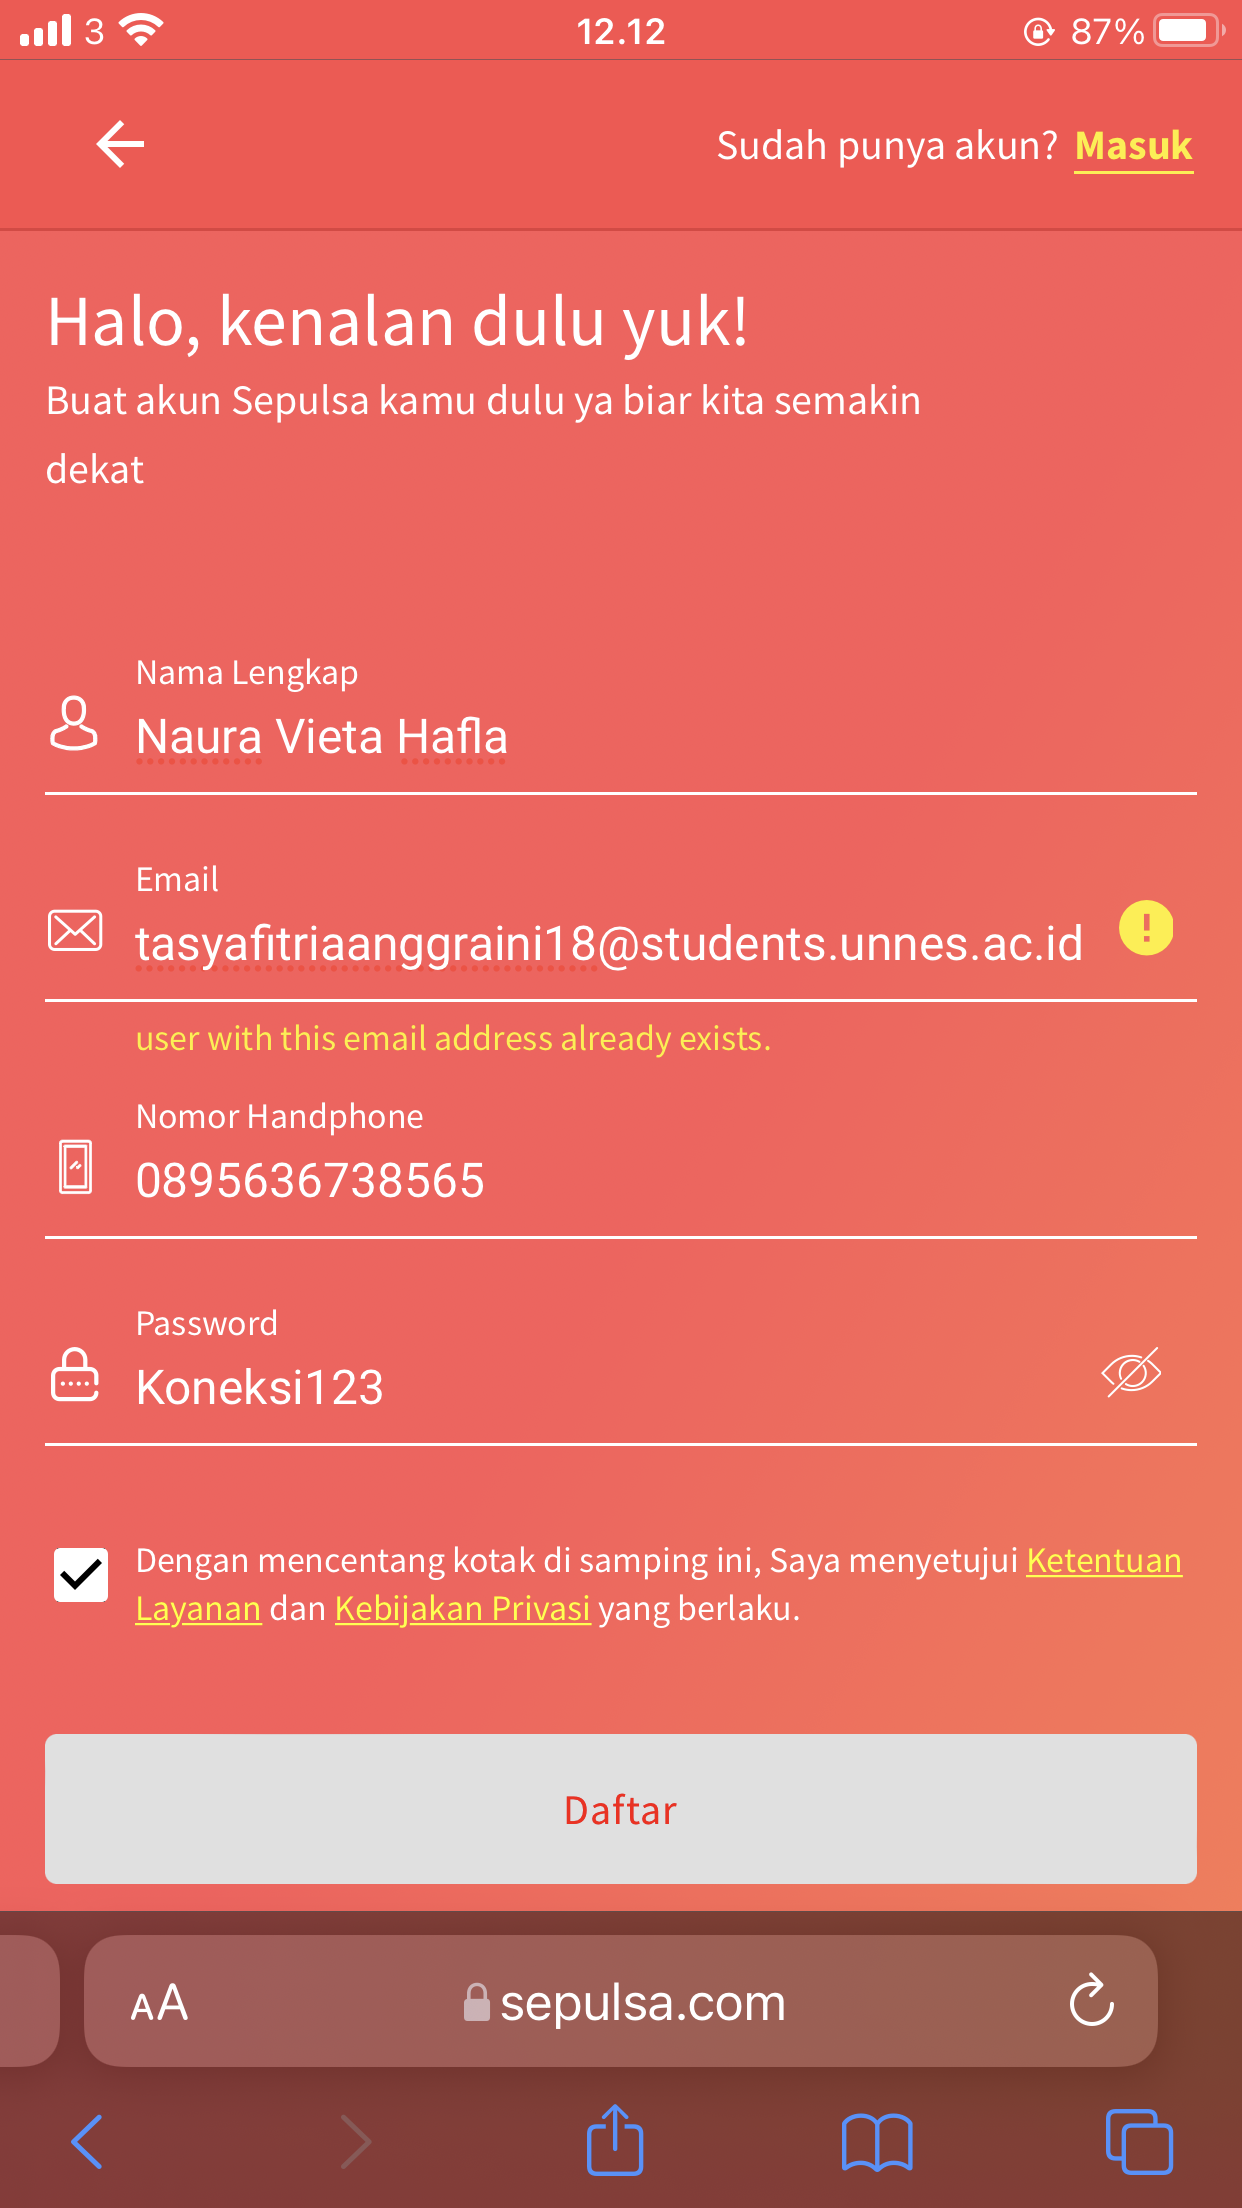 3 12.12 87%
Sudah punya akun? Masuk
Halo, kenalan dulu yuk!
Buat akun Sepulsa kamu dulu ya biar kita semakin
dekat
Nama Lengkap
Naura Vieta Hafla
Email
tasyafitriaanggraini18@students.unnes.ac.id
user with this email address already exists.
Nomor Handphone
0895636738565
Password
Koneksi123
Dengan mencentang kotak di samping ini, Saya menyetujui Ketentuan
Layanan dan Kebijakan Privasi yang berlaku.
Daftar
AA sepulsa.com